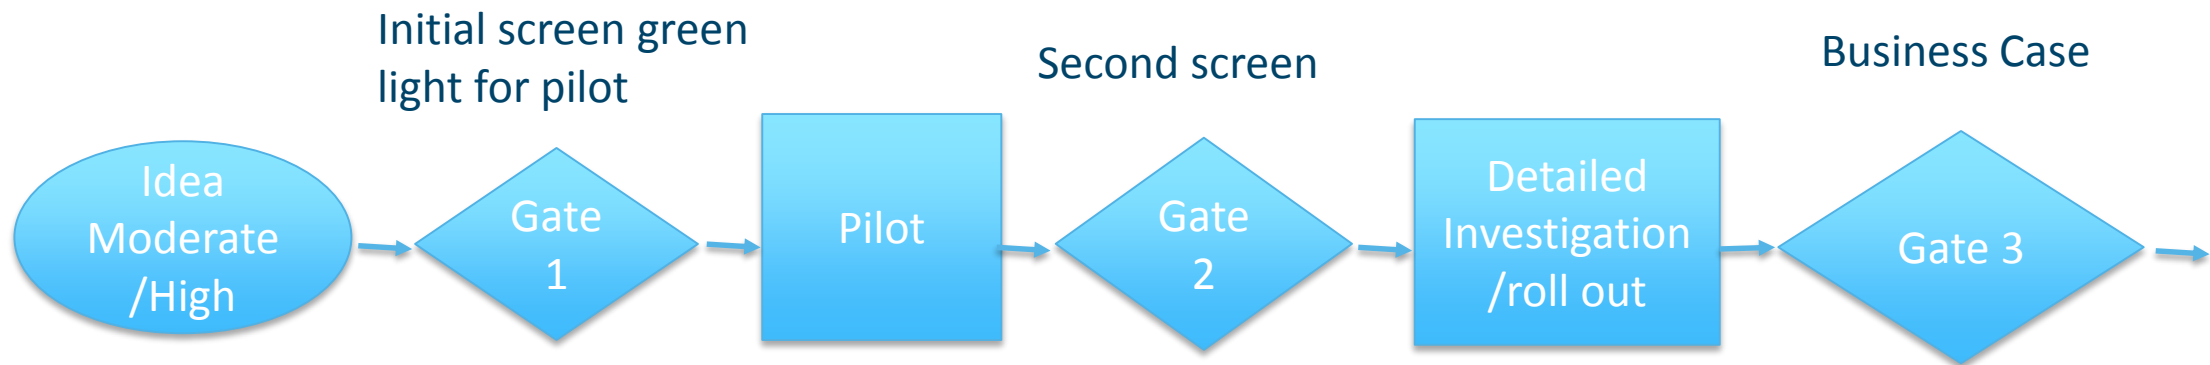 Initial screen green
light for pilot
Second screen
Business Case
Idea
Moderate
/High
Gate
1
Pilot
Gate
2
Detailed
Investigation
/roll out
Gate 3